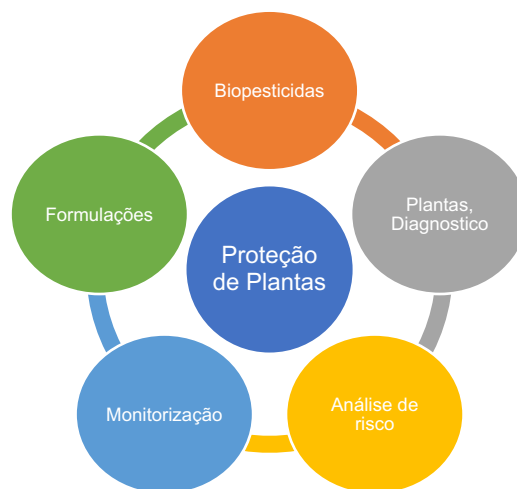 Biopesticidas
Plantas,
Diagnostico
Formulações
Proteção
de Plantas
Monitorização
Análise de
risco